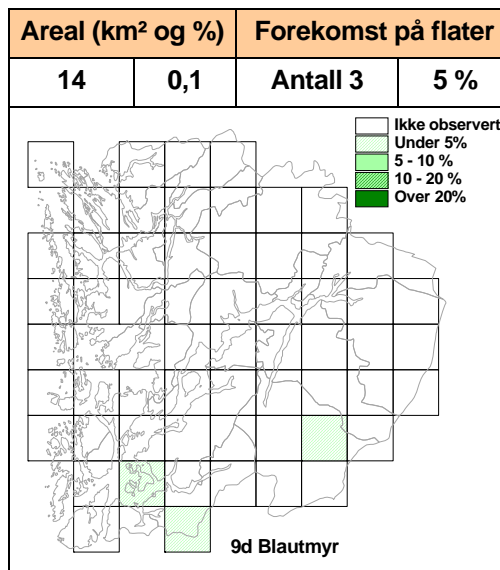 Areal (km² og %) Forekomst på flater
14 0,1 Antall 3 5 %
Ikke observert
Under 5%
5 - 10 %
10 - 20 %
Over 20%
9d Blautmyr